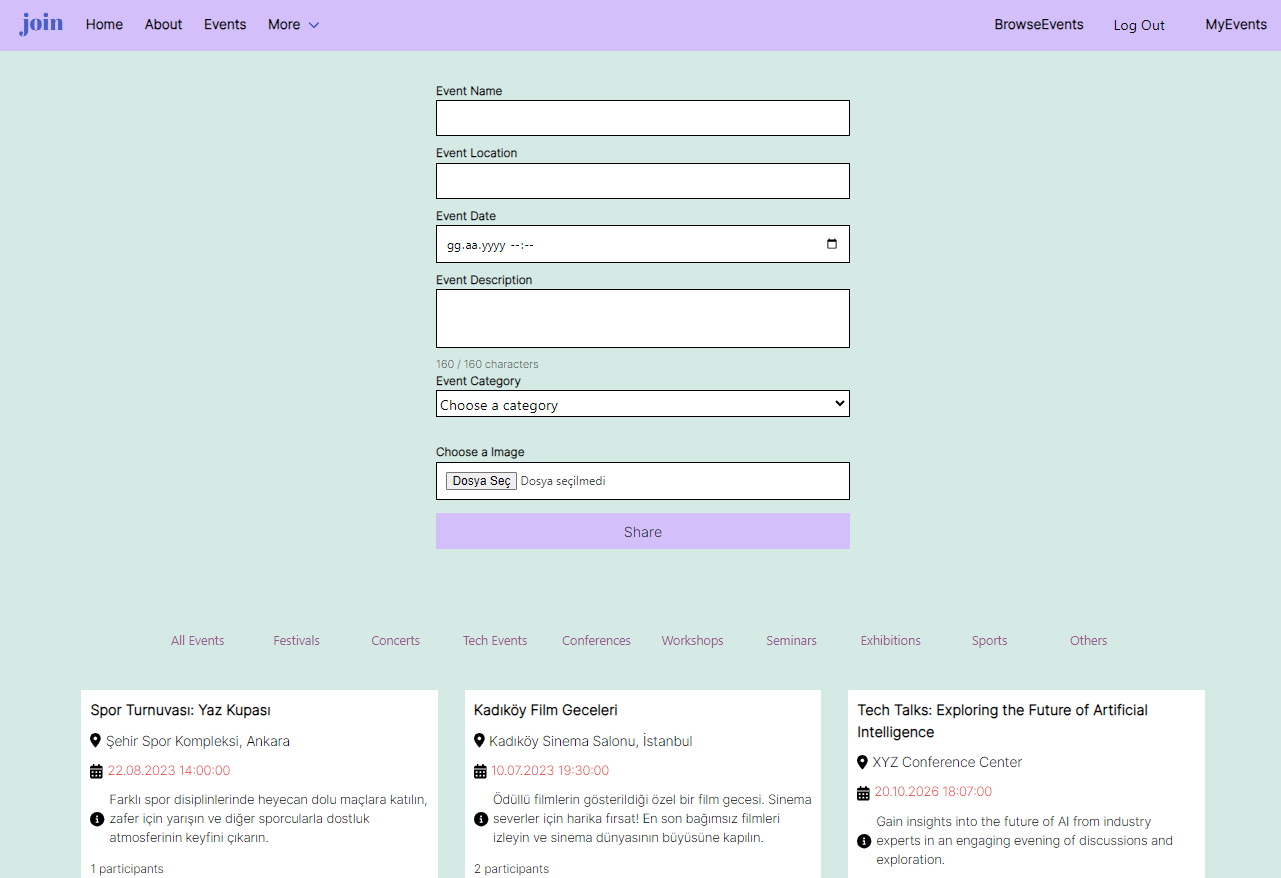 join Home About Events More BrowseEvents Log Out MyEvents
Event Name
Event Location
Event Date
gg.aa.yyyy --:--
Event Description
160 / 160 characters
Event Category
Choose a category
Choose a Image
Dosya Seç Dosya seçilmedi
Share
All Events Festivals Concerts Tech Events Conferences Workshops Seminars Exhibitions Sports Others
Spor Turnuvası: Yaz Kupası
Şehir Spor Kompleksi, Ankara
22.08.2023 14:00:00
Farklı spor disiplinlerinde heyecan dolu maçlara katılın,
zafer için yarışın ve diğer sporcularla dostluk
atmosferinin keyfini çıkarın.
1 participants
Kadıköy Film Geceleri
Kadıköy Sinema Salonu, İstanbul
10.07.2023 19:30:00
Ödüllü filmlerin gösterildiği özel bir film gecesi. Sinema
severler için harika fırsat! En son bağımsız filmleri
izleyin ve sinema dünyasının büyüsüne kapılın.
2 participants
Tech Talks: Exploring the Future of Artificial
Intelligence
XYZ Conference Center
20.10.2026 18:07:00
Gain insights into the future of AI from industry
experts in an engaging evening of discussions and
exploration.